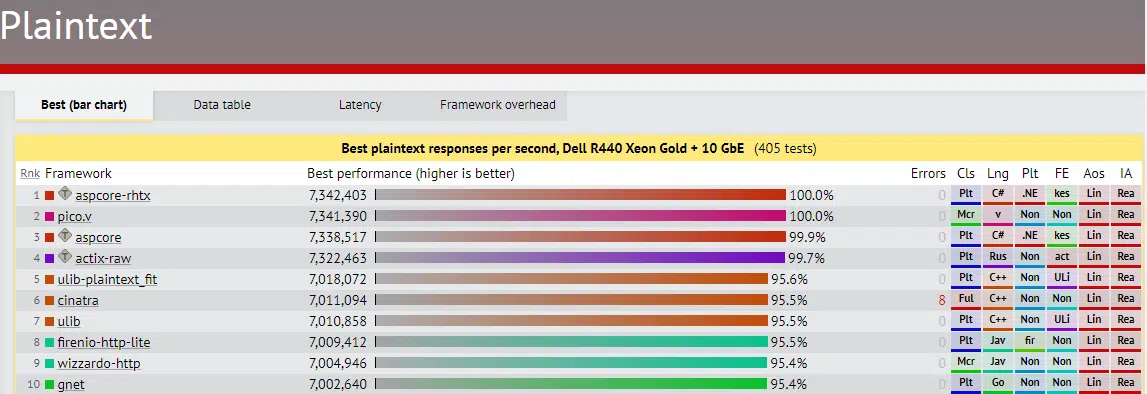 Plaintext
Best (bar chart) Data table Latency Framework overhead
Best plaintext responses per second, Dell R440 Xeon Gold + 10 GbE (405 tests)
Rnk Framework Best performance (higher is better) Errors Cls Lng Plt FE Aos IA
1 T aspcore-rhtx 7,342,403 100.0% 0 Plt C# .NE kes Lin Rea
2 pico.v 7,341,390 100.0% 0 Mcr v Non Non Lin Rea
3 T aspcore 7,338,517 99.9% 0 Plt C# .NE kes Lin Rea
4 T actix-raw 7,322,463 99.7% 0 Plt Rus Non act Lin Rea
5 ulib-plaintext_fit 7,018,072 95.6% 0 Plt C++ Non ULi Lin Rea
6 cinatra 7,011,094 95.5% 8 Ful C++ Non Non Lin Rea
7 ulib 7,010,858 95.5% 0 Plt C++ Non ULi Lin Rea
8 firenio-http-lite 7,009,412 95.5% 0 Plt Jav fir Non Lin Rea
9 wizzardo-http 7,004,946 95.4% 0 Mcr Jav Non Non Lin Rea
10 gnet 7,002,640 95.4% 0 Plt Go Non Non Lin Rea